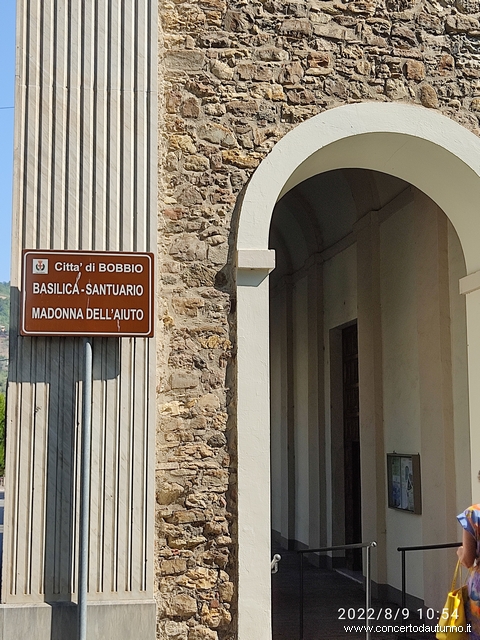 Citta' di BOBBIO
BASILICA-SANTUARIO
MADONNA DELL'AIUTO
2022/8/9 10:54
www.concertodautunno.it